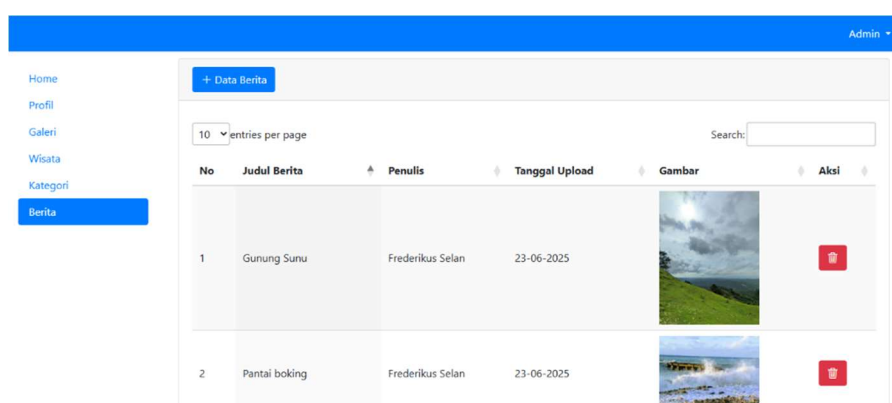 Admin
Home
Profil
Galeri
Wisata
Kategori
Berita
+ Data Berita
10 entries per page
Search:
No Judul Berita Penulis Tanggal Upload Gambar Aksi
1 Gunung Sunu Frederikus Selan 23-06-2025
2 Pantai boking Frederikus Selan 23-06-2025